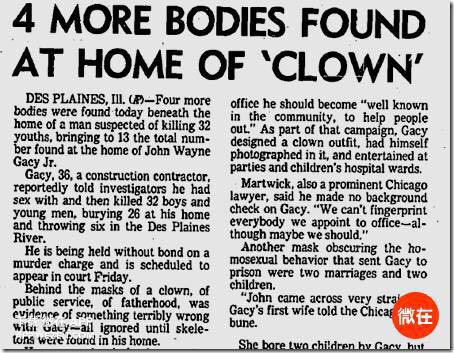 4 MORE BODIES FOUND
AT HOME OF ‘CLOWN’
DES PLAINES, Ill. (AP)—Four more
bodies were found today beneath the
home of a man suspected of killing 32
youths, bringing to 13 the total num-
ber found at the home of John Wayne
Gacy Jr.
Gacy, 36, a construction contractor,
reportedly told investigators he had
sex with and then killed 32 boys and
young men, burying 26 at his home
and throwing six in the Des Plaines
River.
He is being held without bond on a
murder charge and is scheduled to
appear in court Friday.
Behind the masks of a clown, of
public service, of fatherhood, was
evidence of something terribly wrong
with Gacy—all ignored until skele-
tons were found in his home.
office he should become “well known
in the community, to help people
out.” As part of that campaign, Gacy
designed a clown outfit, had himself
photographed in it, and entertained at
parties and children's hospital wards.
Martwick, also a prominent Chicago
lawyer, said he made no background
check on Gacy. “We can't fingerprint
everybody we appoint to office—al-
though maybe we should.”
Another mask obscuring the ho-
mosexual behavior that sent Gacy to
prison were two marriages and two
children.
“John came across very
Gacy's first wife told the
bune.
She bore two children by Gacy, but
微在